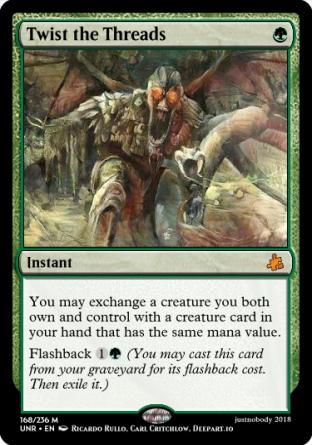 Twist the Threads
Instant
You may exchange a creature you both
own and control with a creature card in
your hand that has the same mana value.
Flashback 1 (You may cast this card
from your graveyard for its flashback cost.
Then exile it.)
168/236 M
UNR • EN Ricardo Rullo, Carl Critchlow, Deepart.io
justnobody 2018